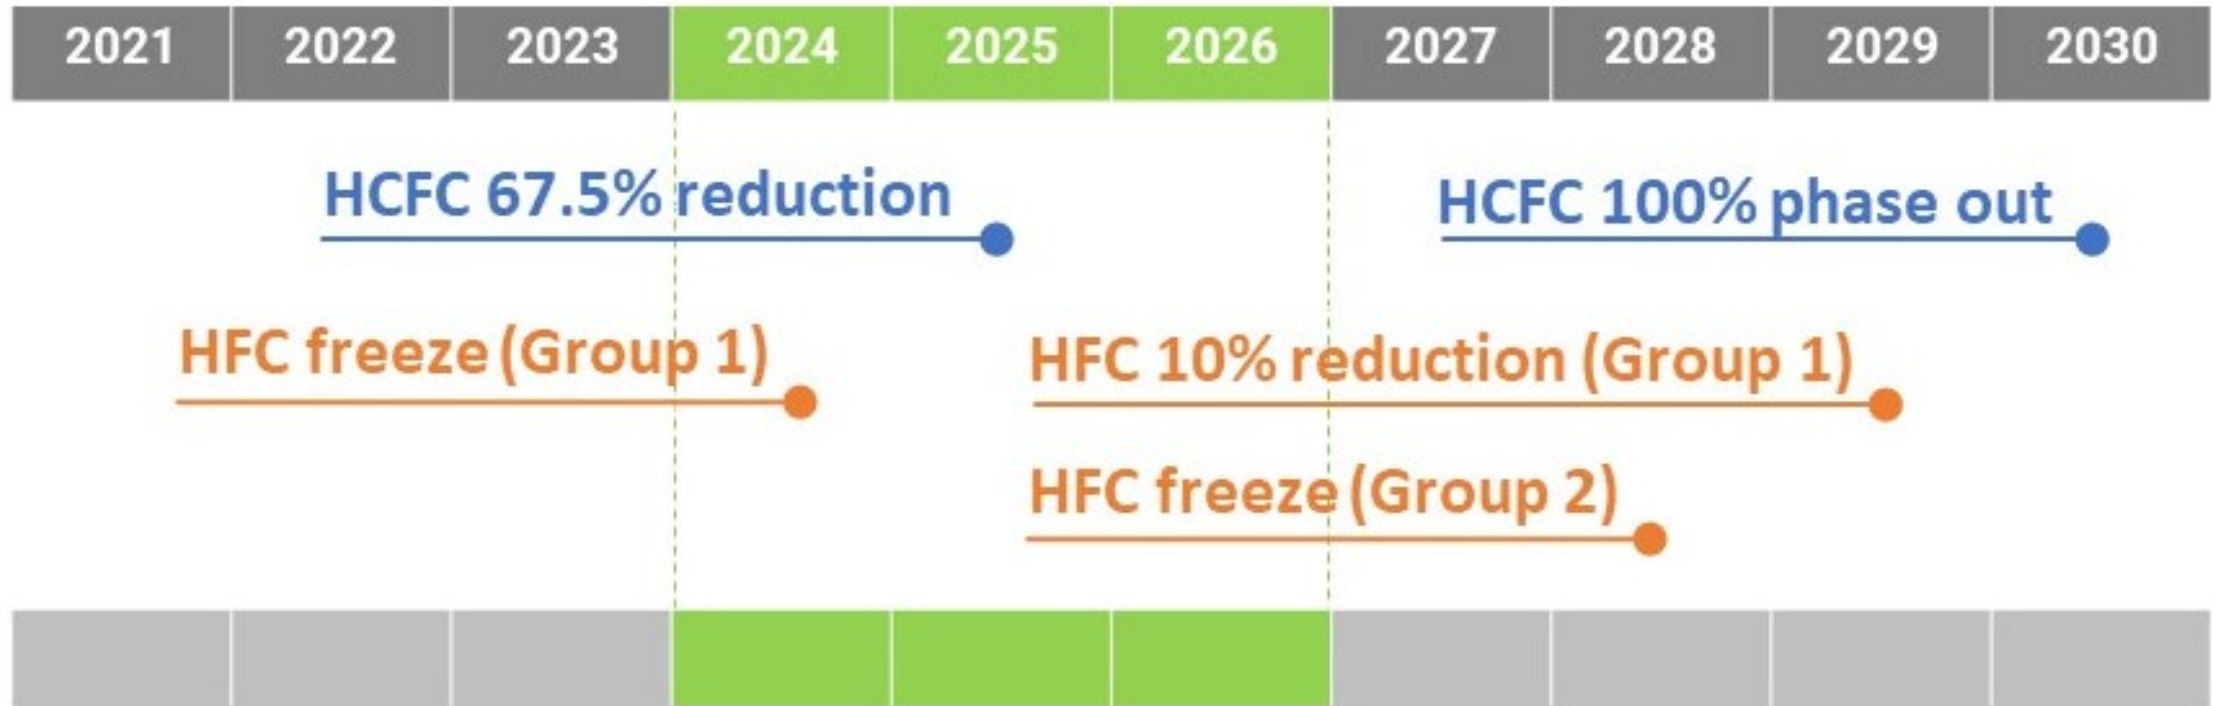 2021 2022 2023 2024 2025 2026 2027 2028 2029 2030
HCFC 67.5% reduction
HCFC 100% phase out
HFC freeze (Group 1)
HFC 10% reduction (Group 1)
HFC freeze (Group 2)